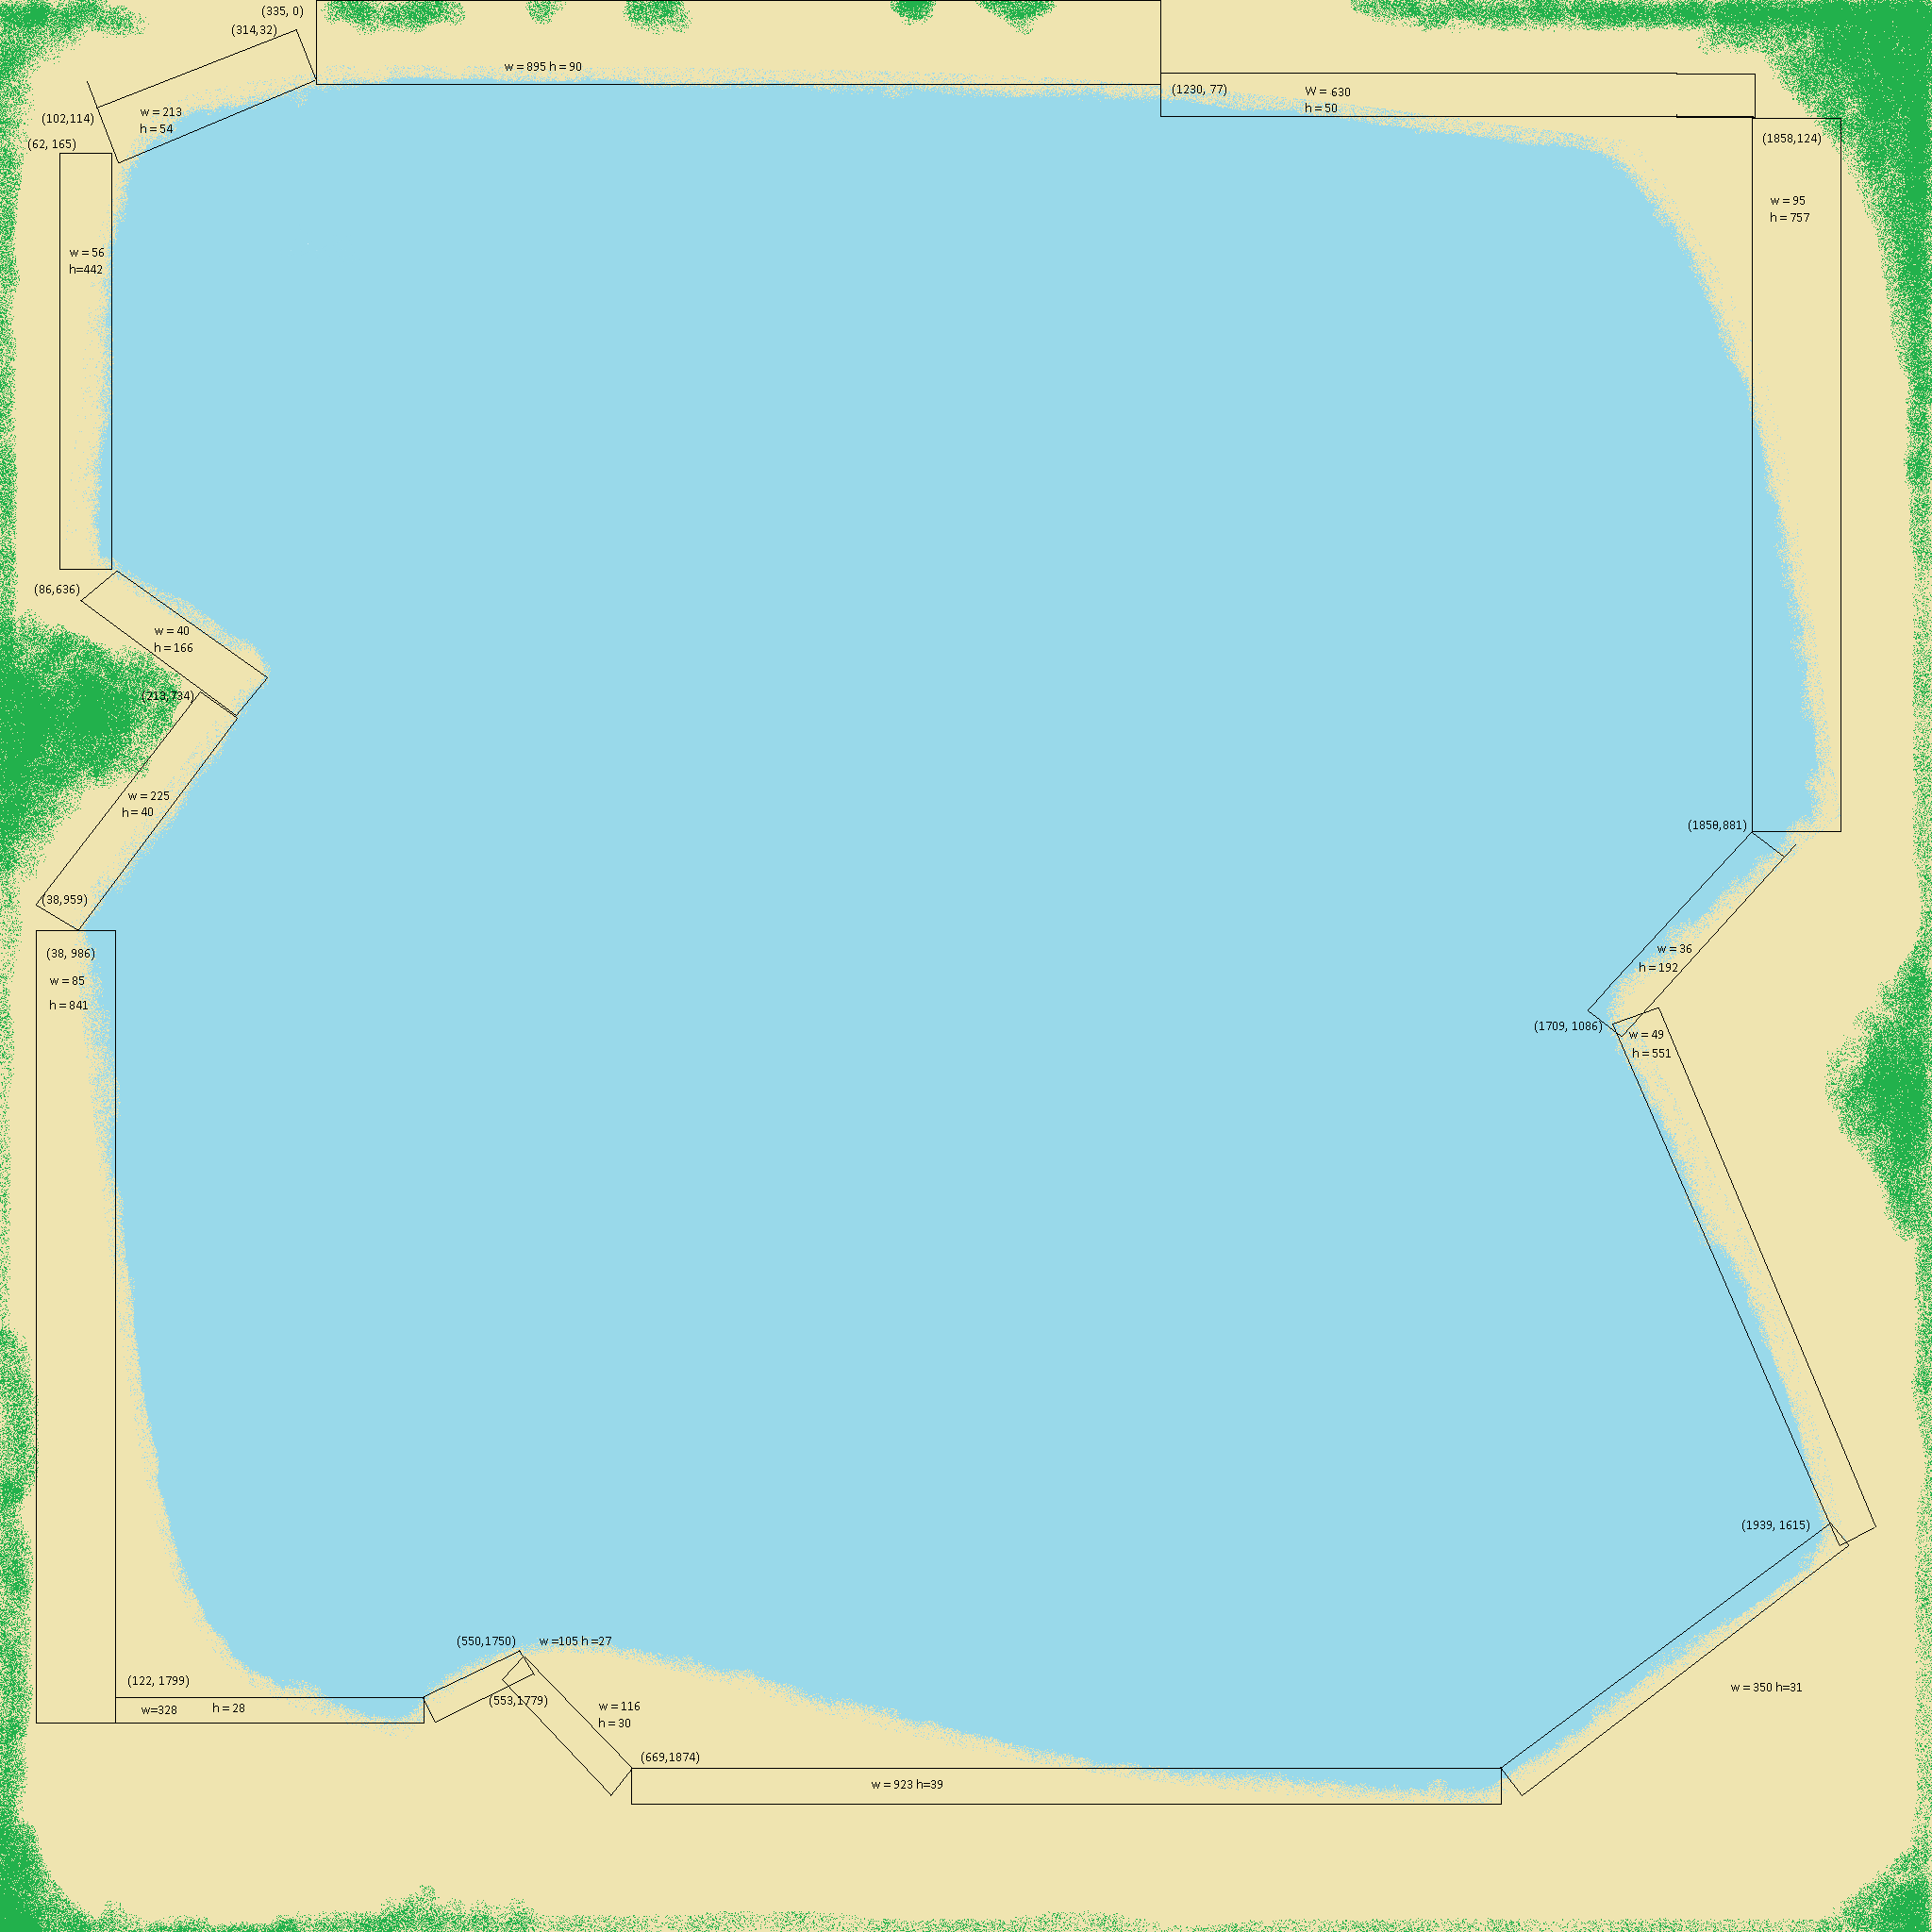 (335, 0)
(314,32)
w = 895 h = 90
(1230, 77)
W = 630
h = 50
(102,114)
w = 213
h = 54
(62, 165)
(1858,124)
w = 95
h = 757
w = 56
h=442
(86,636)
w = 40
h = 166
(213,734)
w = 225
h = 40
(1858,881)
(38,959)
(38, 986)
w = 85
h = 841
w = 36
h = 192
(1709, 1086)
w = 49
h = 551
(1939, 1615)
(550,1750)
w =105 h =27
(122, 1799)
w=328
h = 28
(553,1779)
w = 116
h = 30
w = 350 h=31
(669,1874)
w = 923 h=39